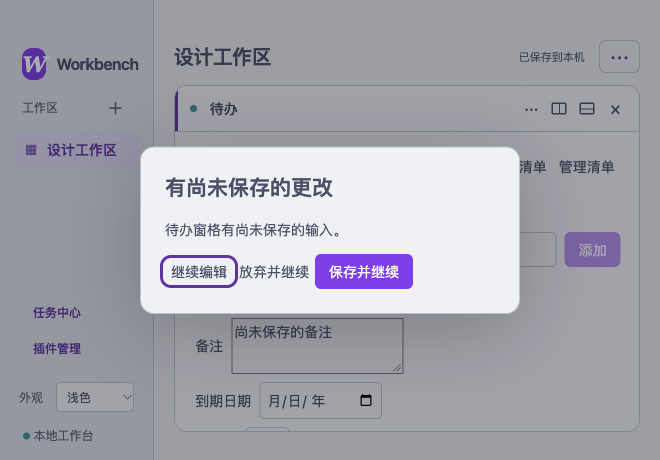 W Workbench
工作区
设计工作区
任务中心
插件管理
外观 浅色
本地工作台
设计工作区
已保存到本机
待办
清单 管理清单
添加
有尚未保存的更改
待办窗格有尚未保存的输入。
继续编辑 放弃并继续 保存并继续
备注 尚未保存的备注
到期日期 月/日/年